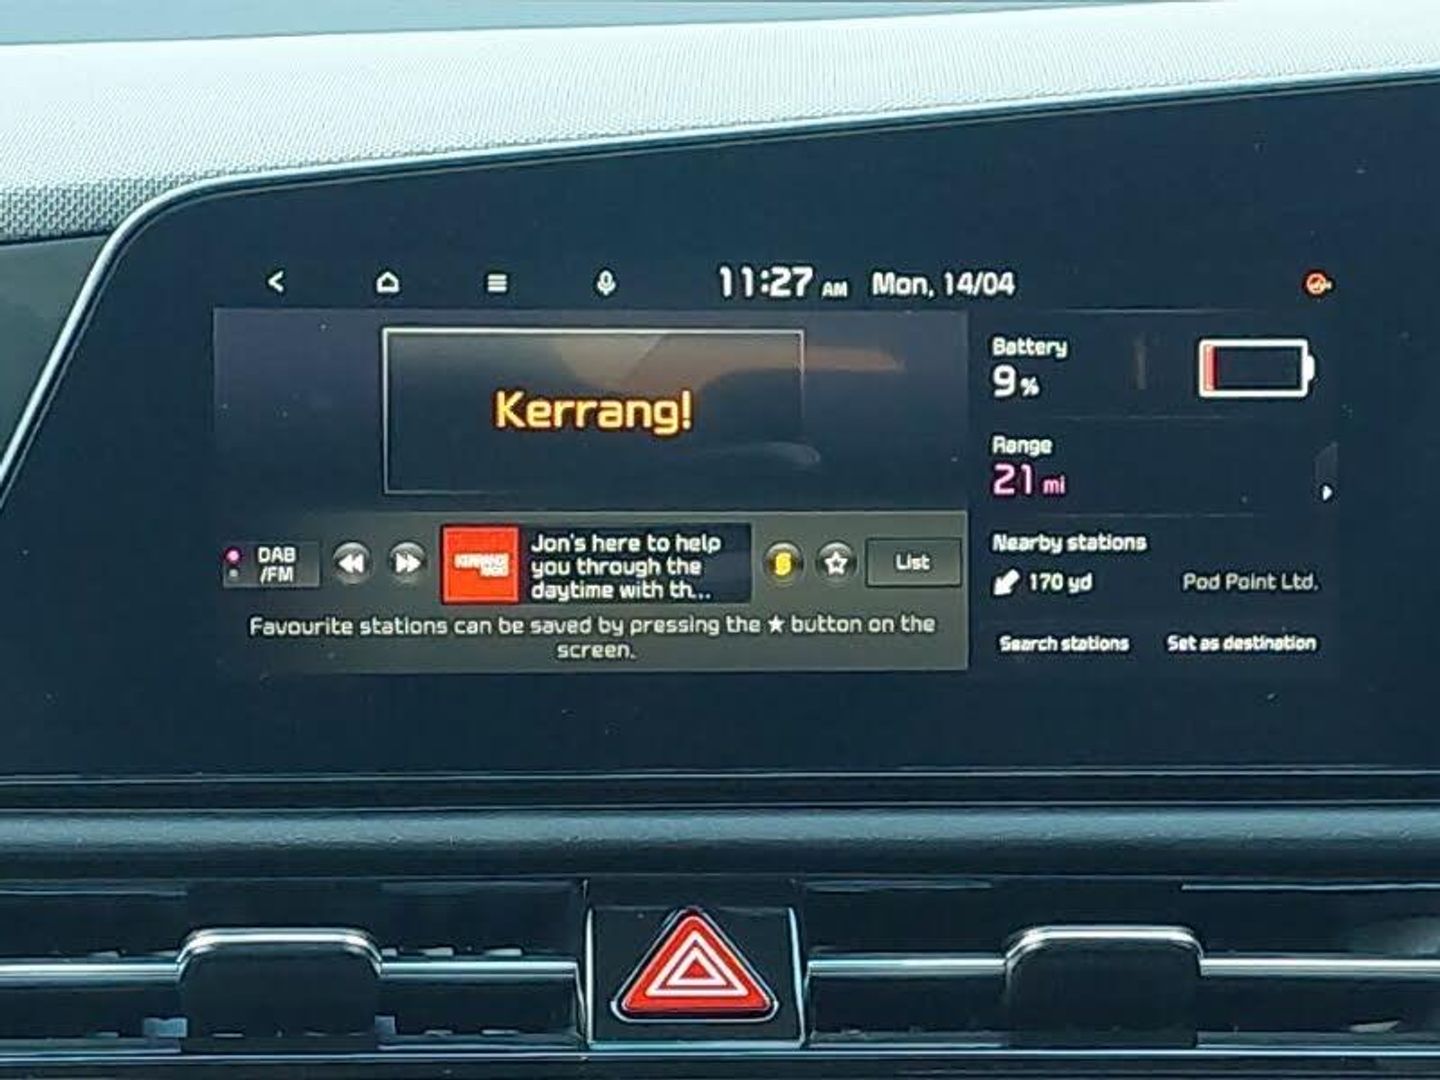 11:27 AM Mon, 14/04
Kerrang!
DAB
/FM
KERRANG!
RADIO
Jon's here to help
you through the
daytime with th...
List
Favourite stations can be saved by pressing the ★ button on the
screen.
Battery
9%
Range
21 mi
Nearby stations
170 yd Pod Point Ltd.
Search stations Set as destination